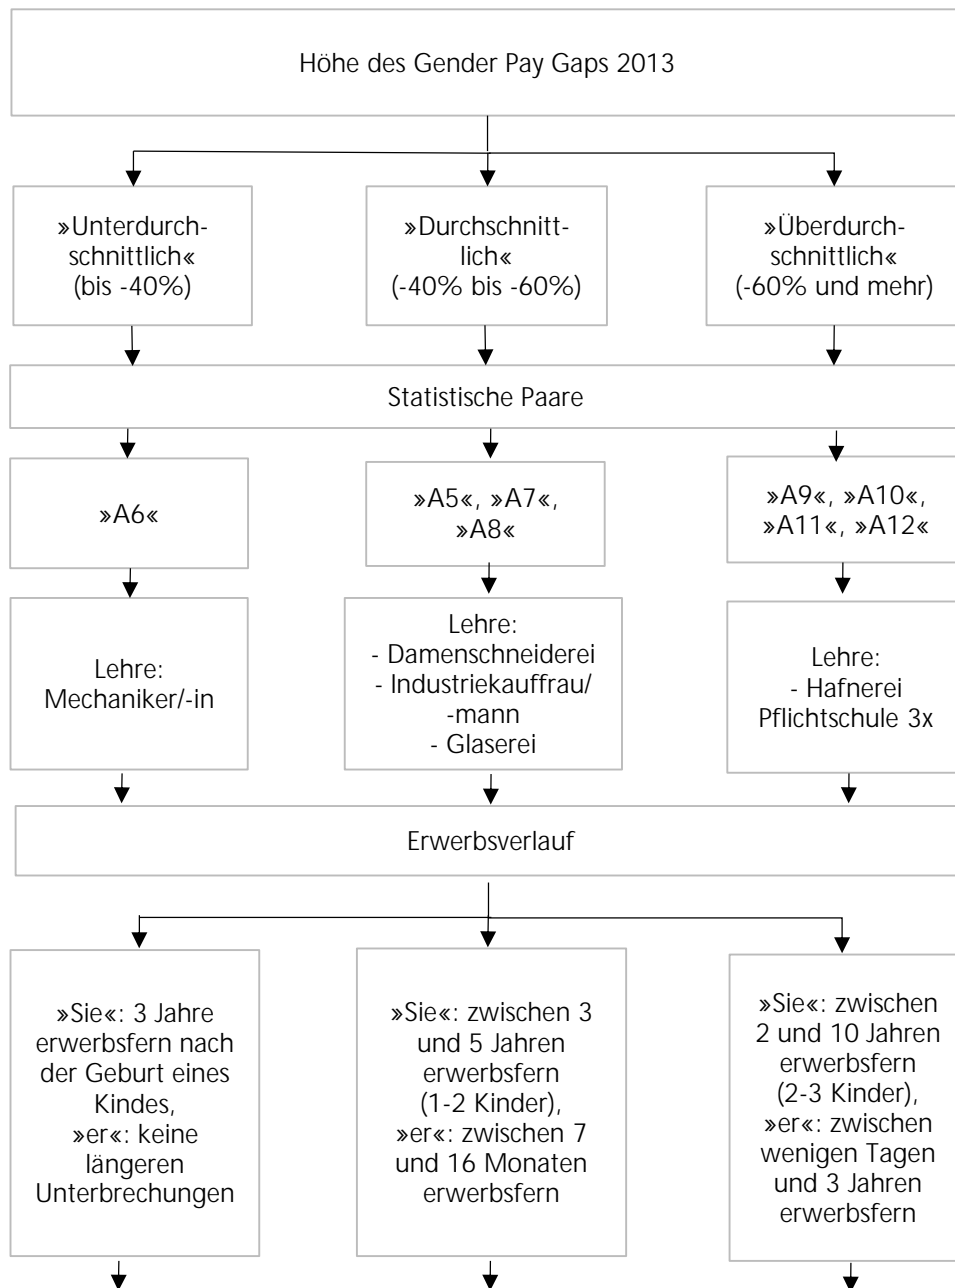 Höhe des Gender Pay Gaps 2013
»Unterdurch-
schnittlich«
(bis -40%)
»Durchschnitt-
lich«
(-40% bis -60%)
»Überdurch-
schnittlich«
(-60% und mehr)
Statistische Paare
»A6«
»A5«, »A7«,
»A8«
»A9«, »A10«,
»A11«, »A12«
Lehre:
Mechaniker/-in
Lehre:
- Damenschneiderei
- Industriekauffrau/
-mann
- Glaserei
Lehre:
- Hafnerei
Pflichtschule 3x
Erwerbsverlauf
»Sie«: 3 Jahre
erwerbsfern nach
der Geburt eines
Kindes,
»er«: keine
längeren
Unterbrechungen
»Sie«: zwischen 3
und 5 Jahren
erwerbsfern
(1-2 Kinder),
»er«: zwischen 7
und 16 Monaten
erwerbsfern
»Sie«: zwischen
2 und 10 Jahren
erwerbsfern
(2-3 Kinder),
»er«: zwischen
wenigen Tagen
und 3 Jahren
erwerbsfern